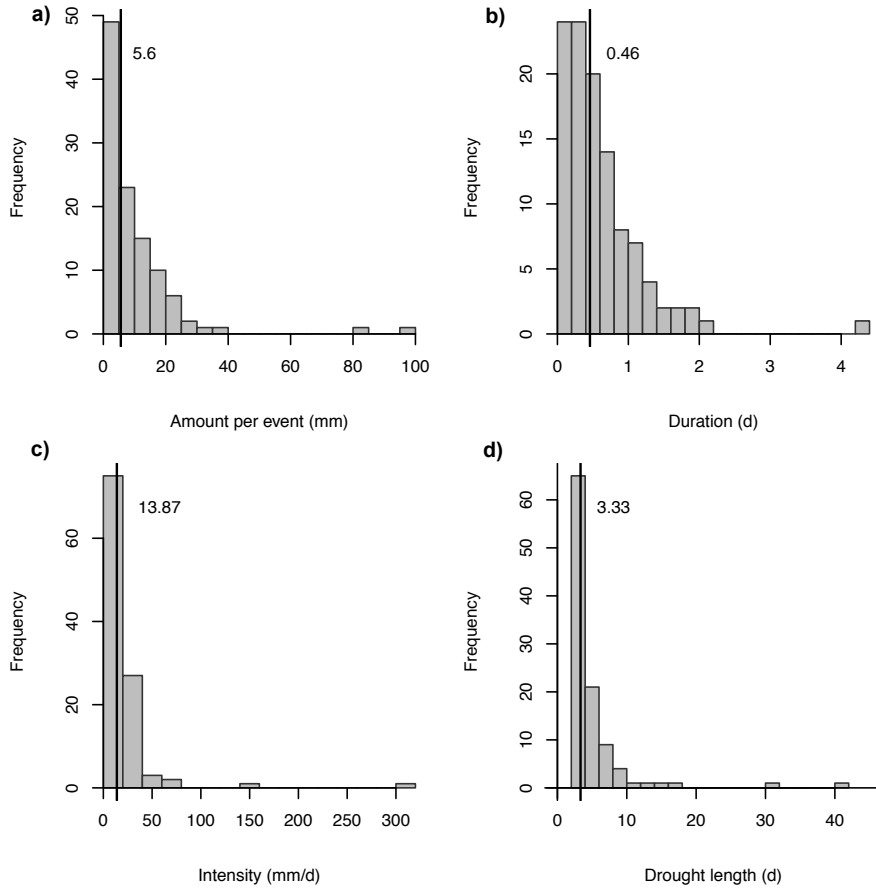 a)
5.6
Frequency
0 10 20 30 40 50
0 20 40 60 80 100
Amount per event (mm)
b)
0.46
Frequency
0 5 10 15 20
0 1 2 3 4
Duration (d)
c)
13.87
Frequency
0 20 40 60
0 50 100 150 200 250 300
Intensity (mm/d)
d)
3.33
Frequency
0 10 20 30 40 50 60
0 10 20 30 40
Drought length (d)